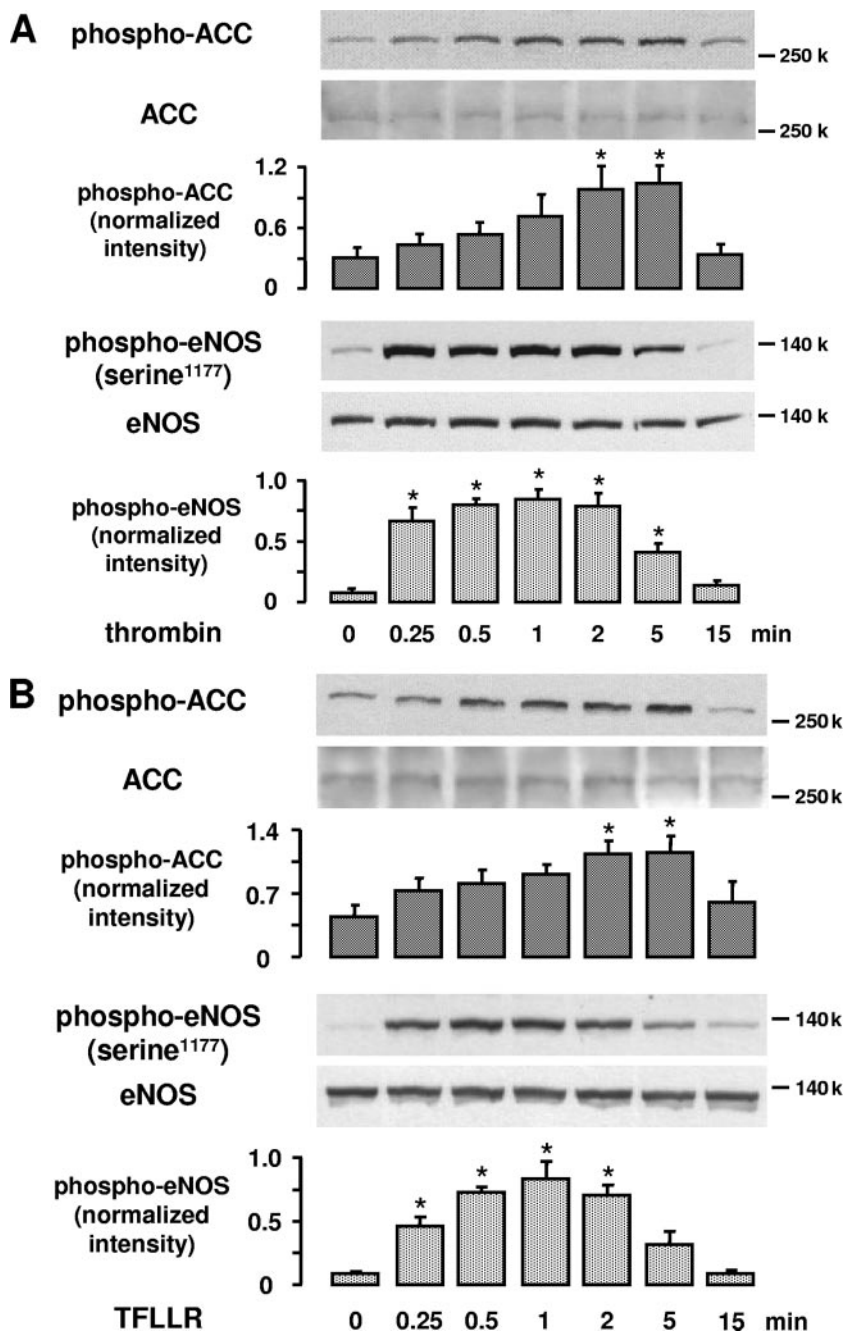 A
phospho-ACC
250 k
ACC
250 k
phospho-ACC
(normalized
intensity)
1.2
0.6
0
* *
phospho-eNOS
(serine¹¹⁷⁷)
140 k
eNOS
140 k
phospho-eNOS
(normalized
intensity)
1.0
0.5
0
* * * * *
thrombin 0 0.25 0.5 1 2 5 15 min
B
phospho-ACC
250 k
ACC
250 k
phospho-ACC
(normalized
intensity)
1.4
0.7
0
* *
phospho-eNOS
(serine¹¹⁷⁷)
140 k
eNOS
140 k
phospho-eNOS
(normalized
intensity)
1.0
0.5
0
* * * *
TFLLR 0 0.25 0.5 1 2 5 15 min